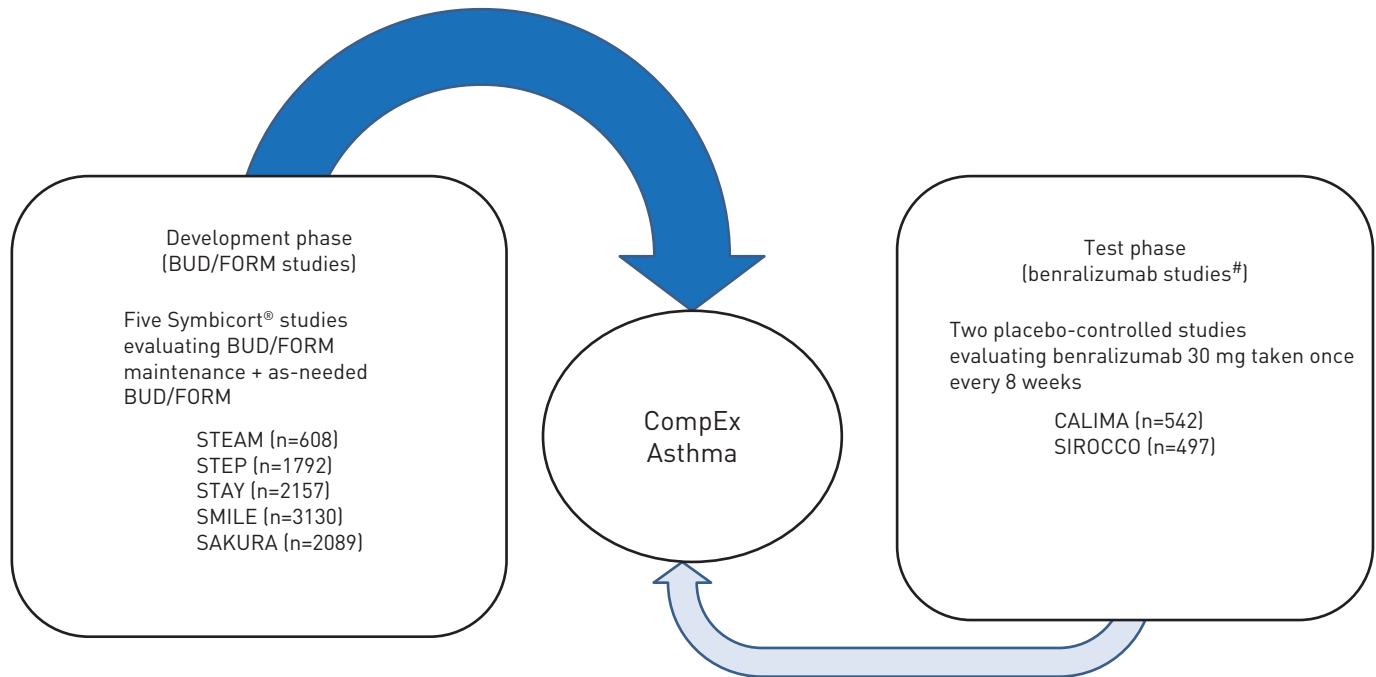 Development phase
(BUD/FORM studies)
Five Symbicort® studies
evaluating BUD/FORM
maintenance + as-needed
BUD/FORM
STEAM (n=608)
STEP (n=1792)
STAY (n=2157)
SMILE (n=3130)
SAKURA (n=2089)
CompEx
Asthma
Test phase
(benralizumab studies#)
Two placebo-controlled studies
evaluating benralizumab 30 mg taken once
every 8 weeks
CALIMA (n=542)
SIROCCO (n=497)